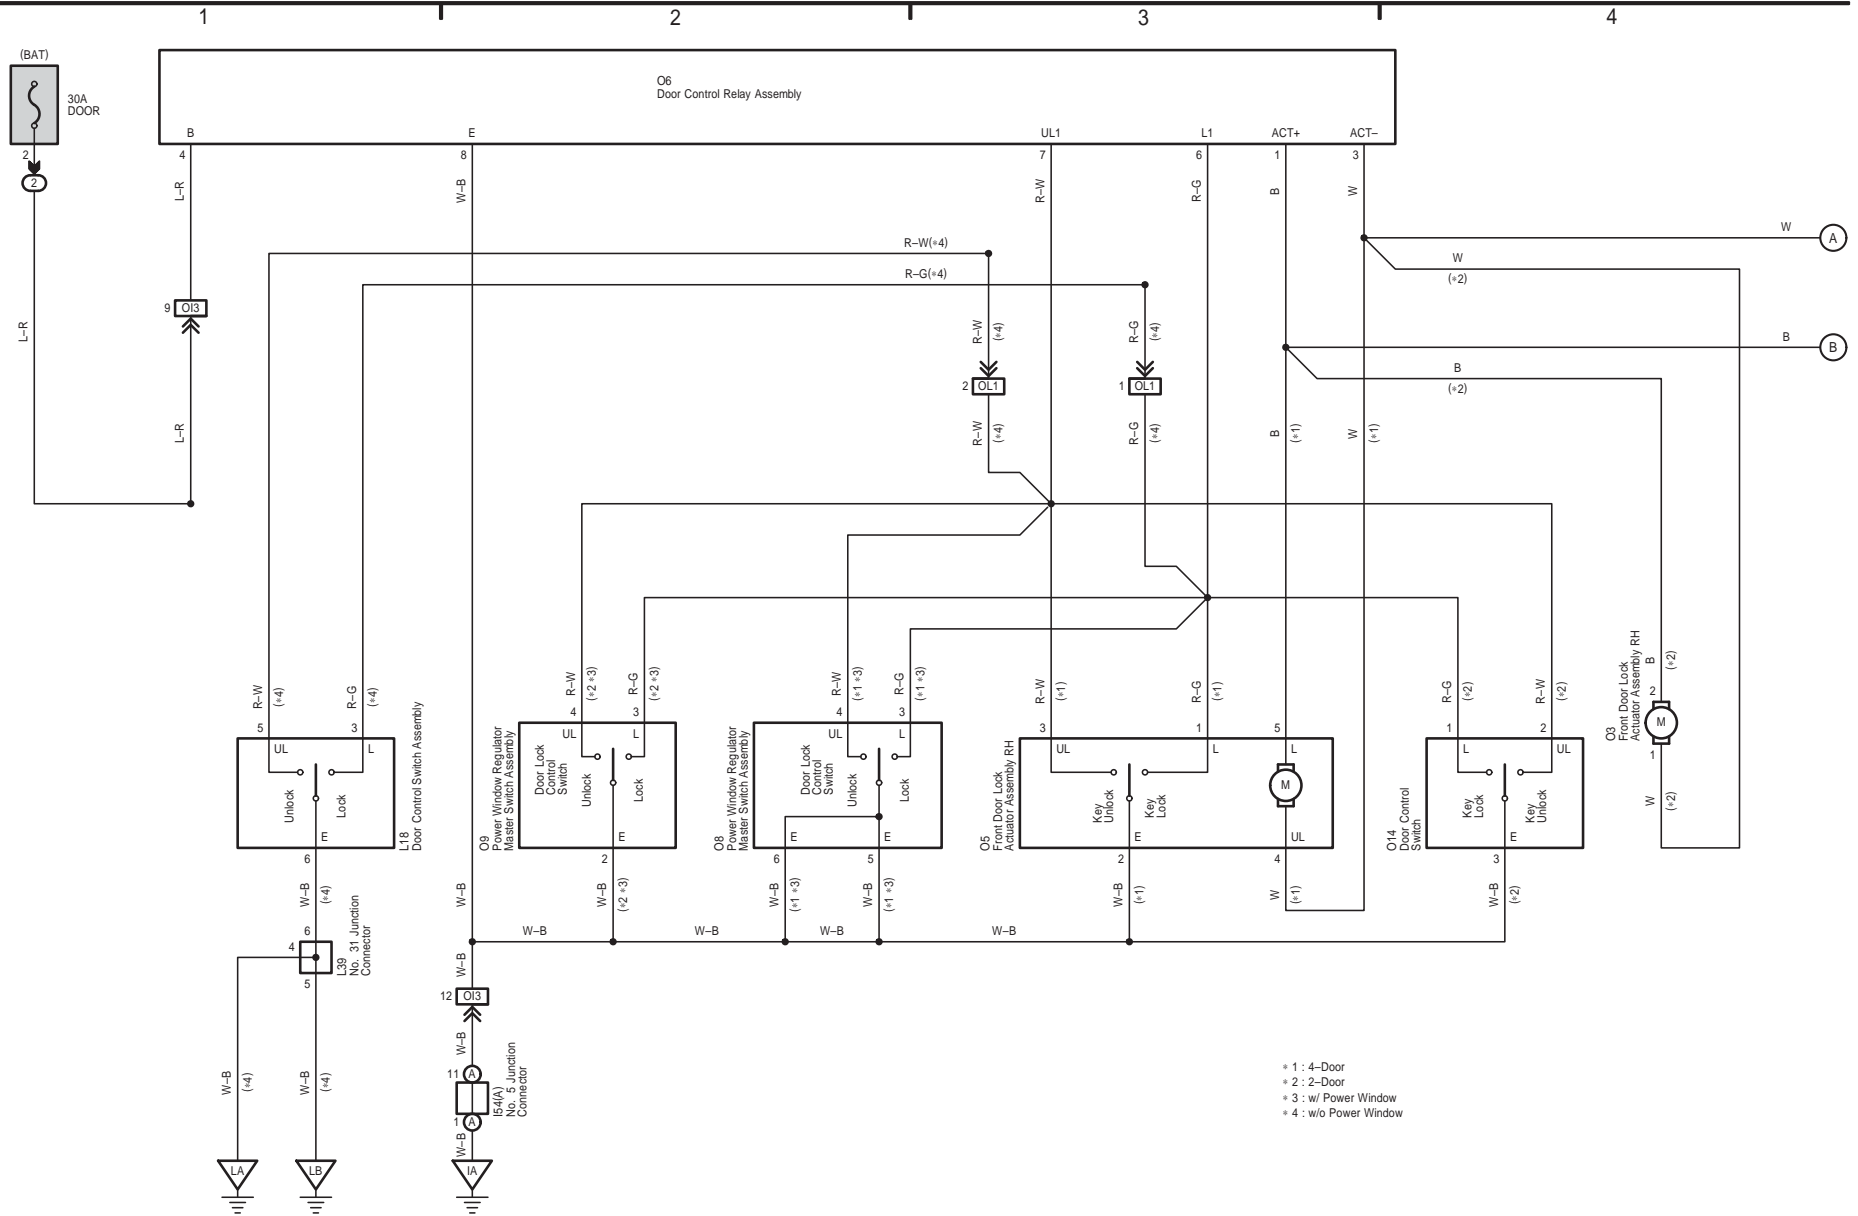 1
2
3
4
(BAT)
30A
DOOR
2
2
O6
Door Control Relay Assembly
B
E
UL1
L1
ACT+
ACT–
4
8
7
6
1
3
L–R
W–B
R–W
R–G
B
W
W
A
W
(*2)
R–W(*4)
R–G(*4)
9
OI3
L–R
L–R
R–W
(*4)
R–G
(*4)
B
B
B
(*2)
2
OL1
1
OL1
R–W
(*4)
R–G
(*4)
B
(*1)
W
(*1)
R–W
(*4)
R–G
(*4)
R–W
(*2 *3)
R–G
(*2 *3)
R–W
(*1 *3)
R–G
(*1 *3)
R–W
(*1)
R–G
(*1)
R–G
(*2)
R–W
(*2)
B
(*2)
5
3
4
3
4
3
3
1
5
1
2
2
UL
L
Unlock
Lock
E
L18
Door Control Switch Assembly
UL
L
Door Lock
Control
Switch
Unlock
Lock
E
O9
Power Window Regulator
Master Switch Assembly
UL
L
Door Lock
Control
Switch
Unlock
Lock
E
E
O8
Power Window Regulator
Master Switch Assembly
UL
L
L
M
Key
Unlock
Key
Lock
E
UL
O5
Front Door Lock
Actuator Assembly RH
L
UL
Key
Lock
Key
Unlock
E
O14
Door Control
Switch
M
1
O3
Front Door Lock
Actuator Assembly RH
W
(*2)
6
2
6
5
2
4
3
W–B
(*4)
W–B
W–B
(*2 *3)
W–B
(*1 *3)
W–B
(*1 *3)
W–B
(*1)
W
(*1)
W–B
(*2)
W–B
W–B
W–B
W–B
6
4
5
L39
No. 31 Junction
Connector
W–B
12
OI3
W–B
11
A
I54(A)
No. 5 Junction
Connector
1
A
W–B
W–B
(*4)
W–B
(*4)
LA
LB
IA
* 1 : 4–Door
* 2 : 2–Door
* 3 : w/ Power Window
* 4 : w/o Power Window